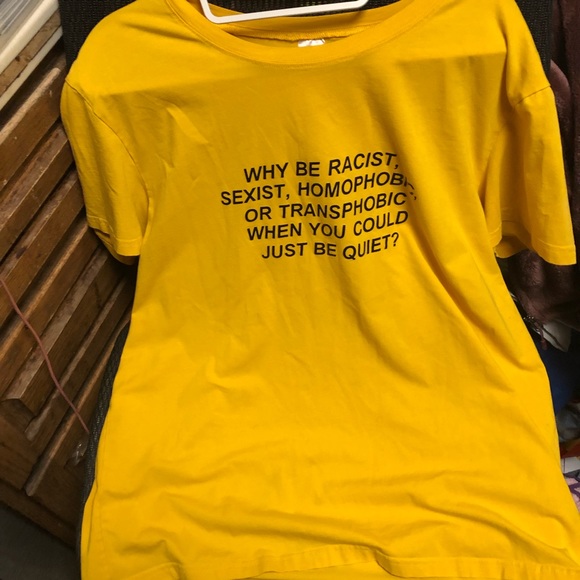 WHY BE RACIST,
SEXIST, HOMOPHOBIC,
OR TRANSPHOBIC
WHEN YOU COULD
JUST BE QUIET?